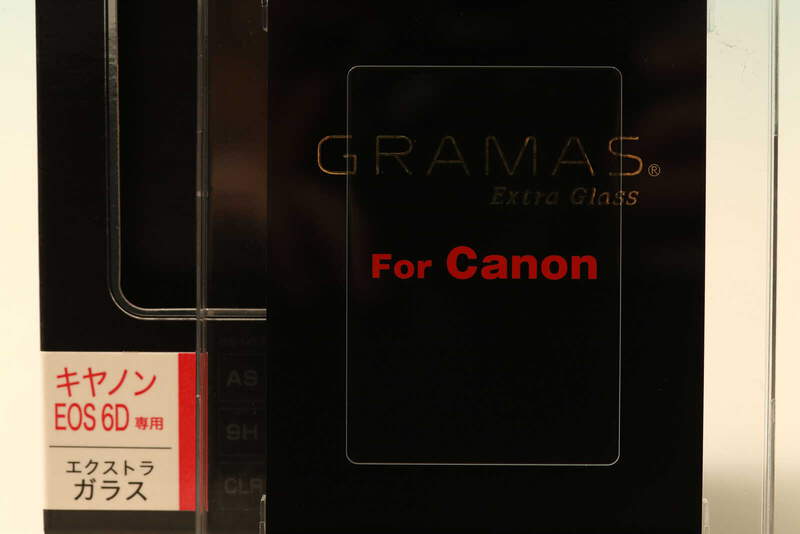 GRAMAS®
Extra Glass
For Canon
キヤノン
EOS 6D 専用
エクストラ
ガラス
AS
9H
CLR